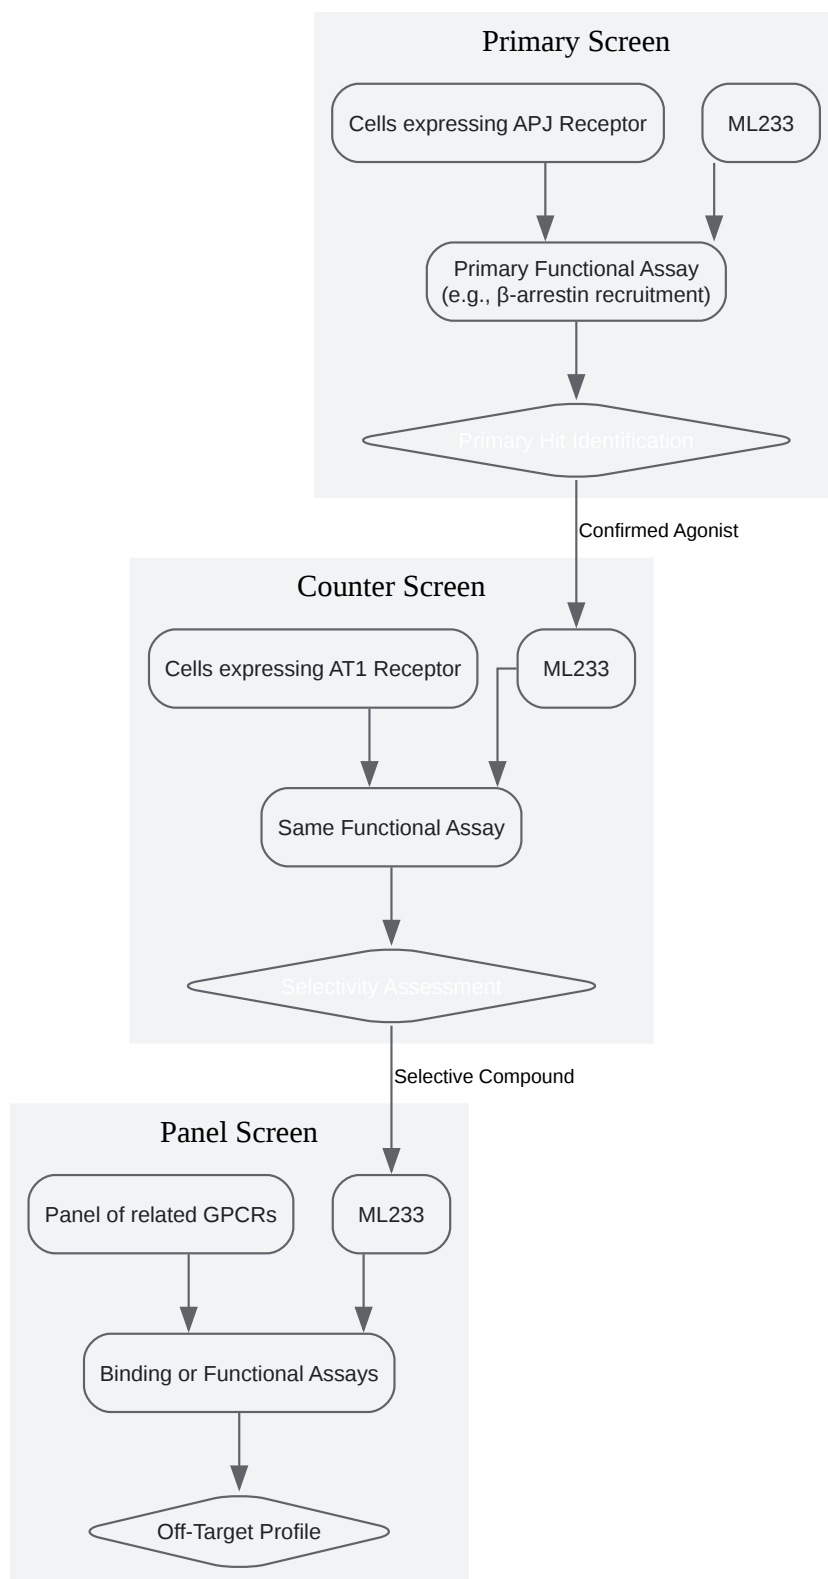 Primary Screen
Cells expressing APJ Receptor
ML233
Primary Functional Assay
(e.g., β-arrestin recruitment)
Primary Hit Identification
Confirmed Agonist
Counter Screen
Cells expressing AT1 Receptor
ML233
Same Functional Assay
Selectivity Assessment
Selective Compound
Panel Screen
Panel of related GPCRs
ML233
Binding or Functional Assays
Off-Target Profile